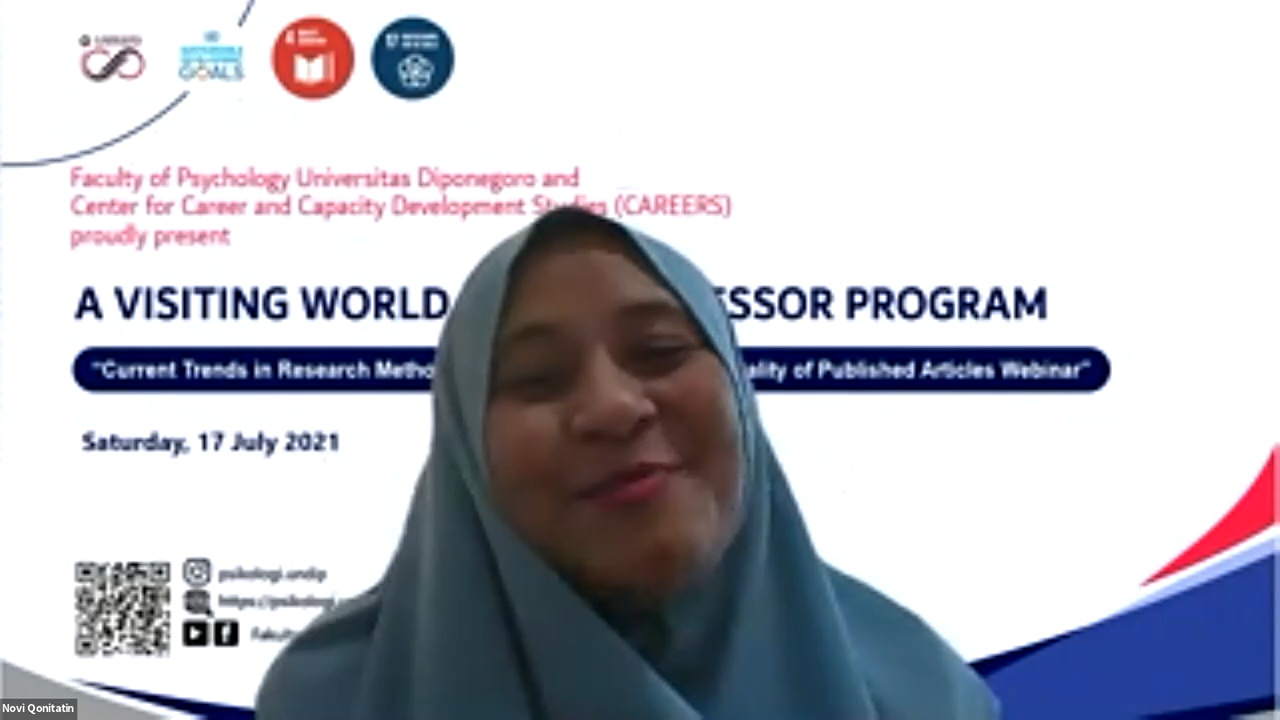 GOALS
Faculty of Psychology Universitas Diponegoro and
Center for Career and Capacity Development Studies (CAREERS)
proudly present
A VISITING WORLD ESSOR PROGRAM
"Current Trends in Research Metho ality of Published Articles Webinar"
Saturday, 17 July 2021
psikologi.undip
https://psikologi
Fakult
Novi Qonitatin